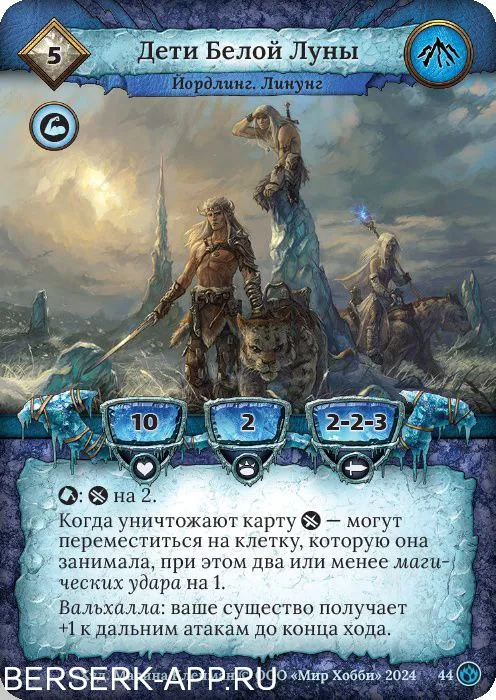 5
Дети Белой Луны
Йордлинг. Линунг
10
2
2-2-3
: на 2.
Когда уничтожают карту — могут
переместиться на клетку, которую она
занимала, при этом два или менее маги-
ческих удара на 1.
Вальхалла: ваше существо получает
+1 к дальним атакам до конца хода.
ООО «Мир Хобби» 2024 44
BERSERK-APP.RU